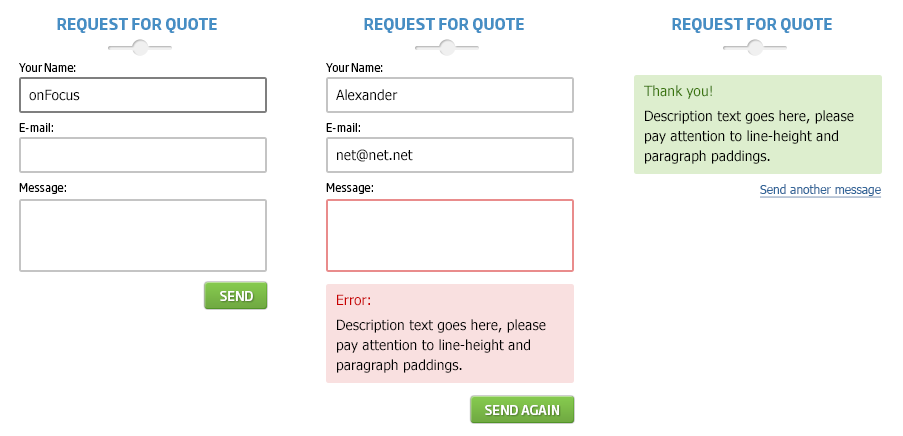 REQUEST FOR QUOTE
Your Name:
onFocus
E-mail:
Message:
SEND
REQUEST FOR QUOTE
Your Name:
Alexander
E-mail:
net@net.net
Message:
Error:
Description text goes here, please
pay attention to line-height and
paragraph paddings.
SEND AGAIN
REQUEST FOR QUOTE
Thank you!
Description text goes here, please
pay attention to line-height and
paragraph paddings.
Send another message